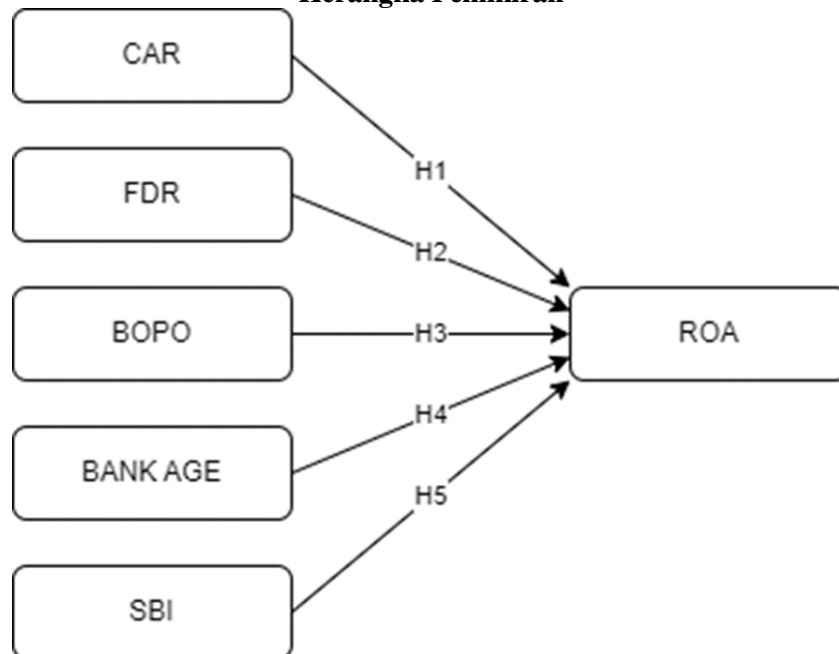 Kerangka Pemikiran
CAR
H1
FDR
H2
BOPO
H3
ROA
H4
BANK AGE
H5
SBI